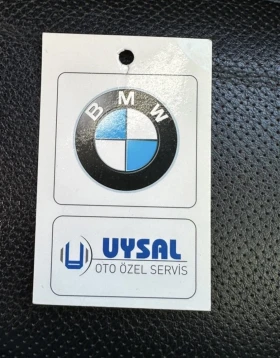 BMW
UYSAL
OTO ÖZEL SERVİS